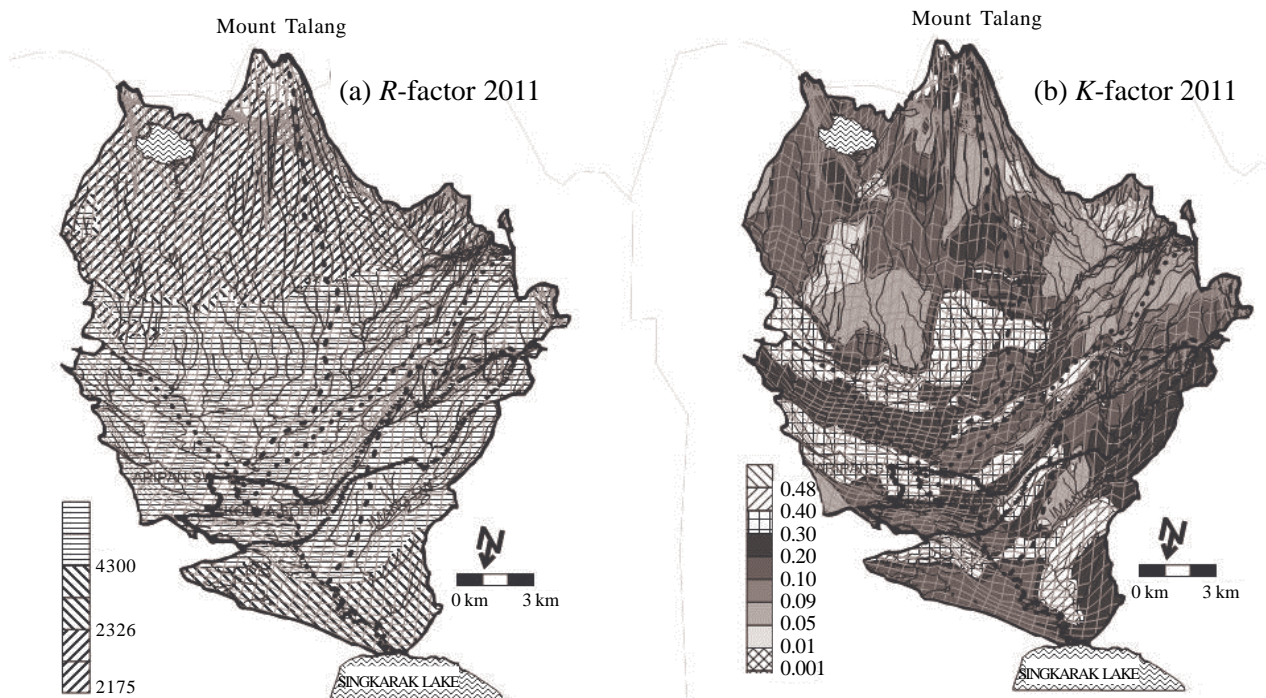 Mount Talang
(a) R-factor 2011
4300
2326
2175
N
0 km 3 km
SINGKARAK LAKE
Mount Talang
(b) K-factor 2011
ARIPAN S
0.48
0.40
0.30
0.20
0.10
0.09
0.05
0.01
0.001
N
0 km 3 km
SINGKARAK LAKE